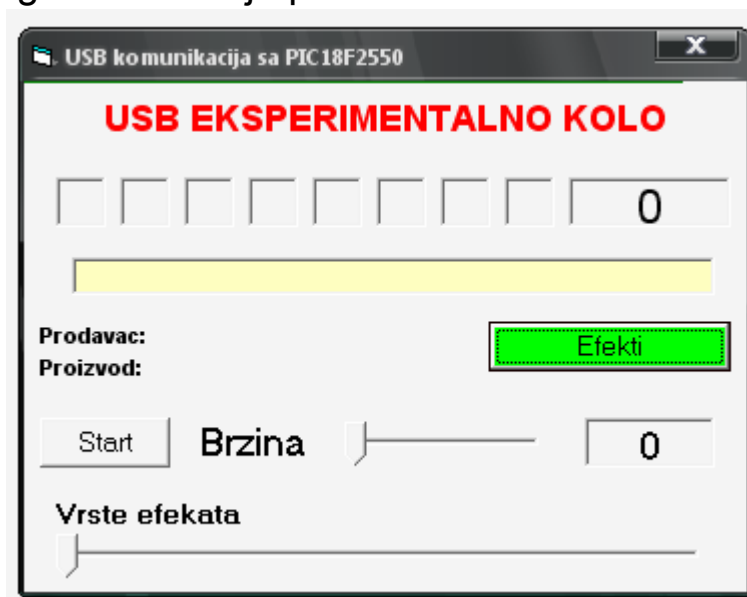 USB komunikacija sa PIC18F2550
USB EKSPERIMENTALNO KOLO
0
Prodavac:
Efekti
Proizvod:
Start Brzina 0
Vrste efekata